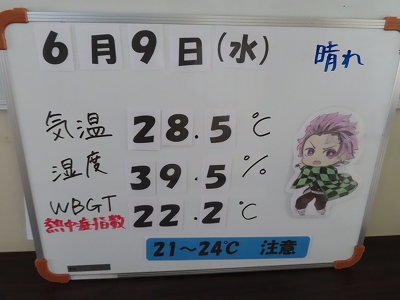 6月9日(水) 晴れ
気温 28.5℃
湿度 39.5%
WBGT 22.2℃
熱中症指数
21～24℃ 注意